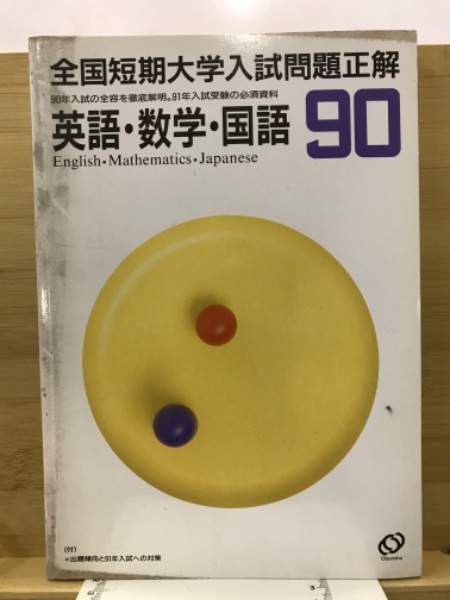 全国短期大学入試問題正解
90年入試の全容を徹底解明。91年入試受験の必須資料
英語・数学・国語 90
English・Mathematics・Japanese
(付)
+出題傾向と91年入試への対策
Obunsha